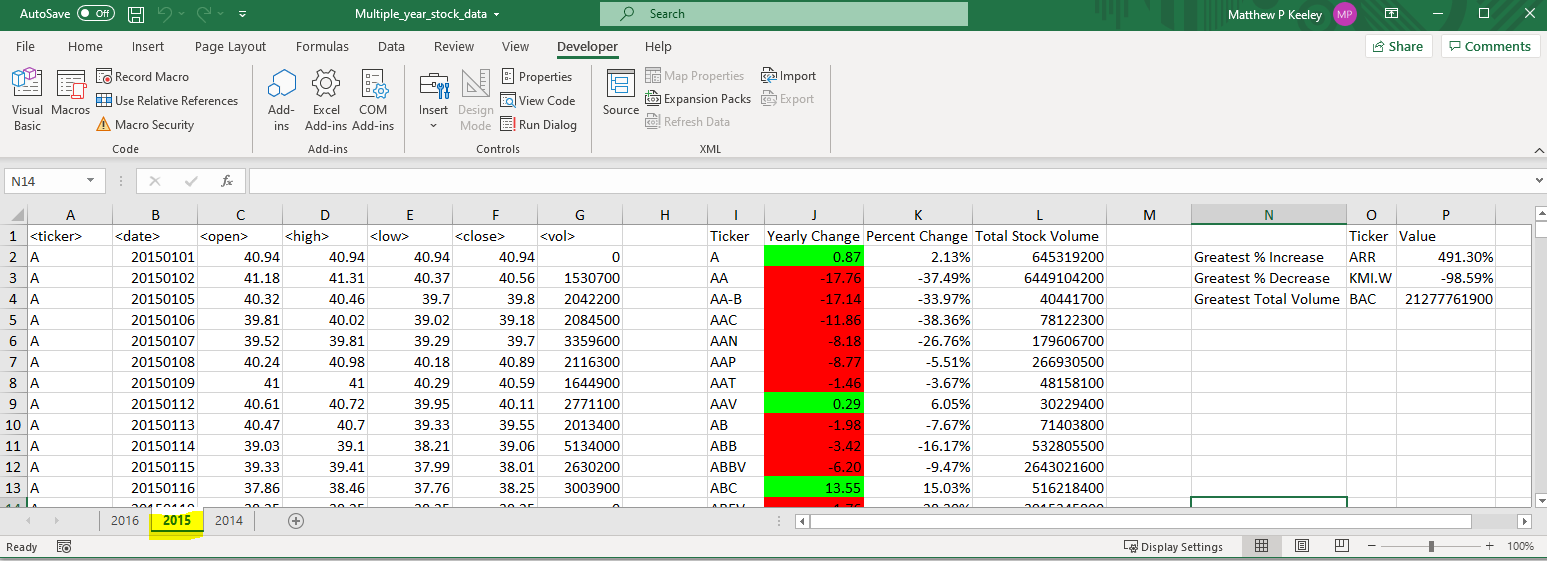 AutoSave Off Multiple_year_stock_data Search Matthew P Keeley MP
File Home Insert Page Layout Formulas Data Review View Developer Help Share Comments
Visual Basic Macros Record Macro Use Relative References Macro Security
Code
Add-ins Excel Add-ins COM Add-ins
Add-ins
Insert Design Mode Properties View Code Run Dialog
Controls
Source Map Properties Expansion Packs Refresh Data Import Export
XML
N14 fx
A B C D E F G H I J K L M N O P
1 <ticker> <date> <open> <high> <low> <close> <vol> Ticker Yearly Change Percent Change Total Stock Volume Ticker Value
2 A 20150101 40.94 40.94 40.94 40.94 0 A 0.87 2.13% 645319200 Greatest % Increase ARR 491.30%
3 A 20150102 41.18 41.31 40.37 40.56 1530700 AA -17.76 -37.49% 6449104200 Greatest % Decrease KMI.W -98.59%
4 A 20150105 40.32 40.46 39.7 39.8 2042200 AA-B -17.14 -33.97% 40441700 Greatest Total Volume BAC 21277761900
5 A 20150106 39.81 40.02 39.02 39.18 2084500 AAC -11.86 -38.36% 78122300
6 A 20150107 39.52 39.81 39.29 39.7 3359600 AAN -8.18 -26.76% 179606700
7 A 20150108 40.24 40.98 40.18 40.89 2116300 AAP -8.77 -5.51% 266930500
8 A 20150109 41 41 40.29 40.59 1644900 AAT -1.46 -3.67% 48158100
9 A 20150112 40.61 40.72 39.95 40.11 2771100 AAV 0.29 6.05% 30229400
10 A 20150113 40.47 40.7 39.33 39.55 2013400 AB -1.98 -7.67% 71403800
11 A 20150114 39.03 39.1 38.21 39.06 5134000 ABB -3.42 -16.17% 532805500
12 A 20150115 39.33 39.41 37.99 38.01 2630200 ABBV -6.20 -9.47% 2643021600
13 A 20150116 37.86 38.46 37.76 38.25 3003900 ABC 13.55 15.03% 516218400
2016 2015 2014
Ready Display Settings 100%